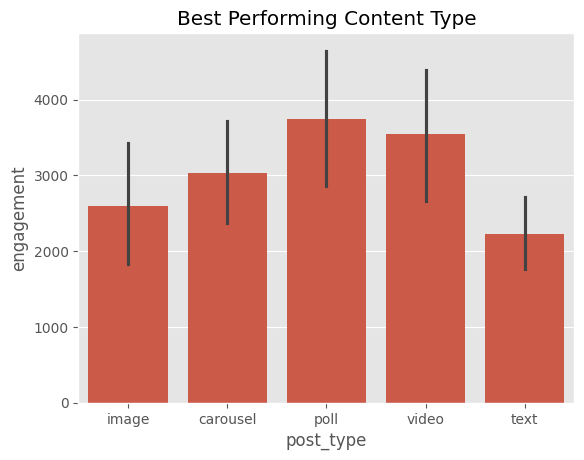 Best Performing Content Type
engagement
4000
3000
2000
1000
0
image carousel poll video text
post_type